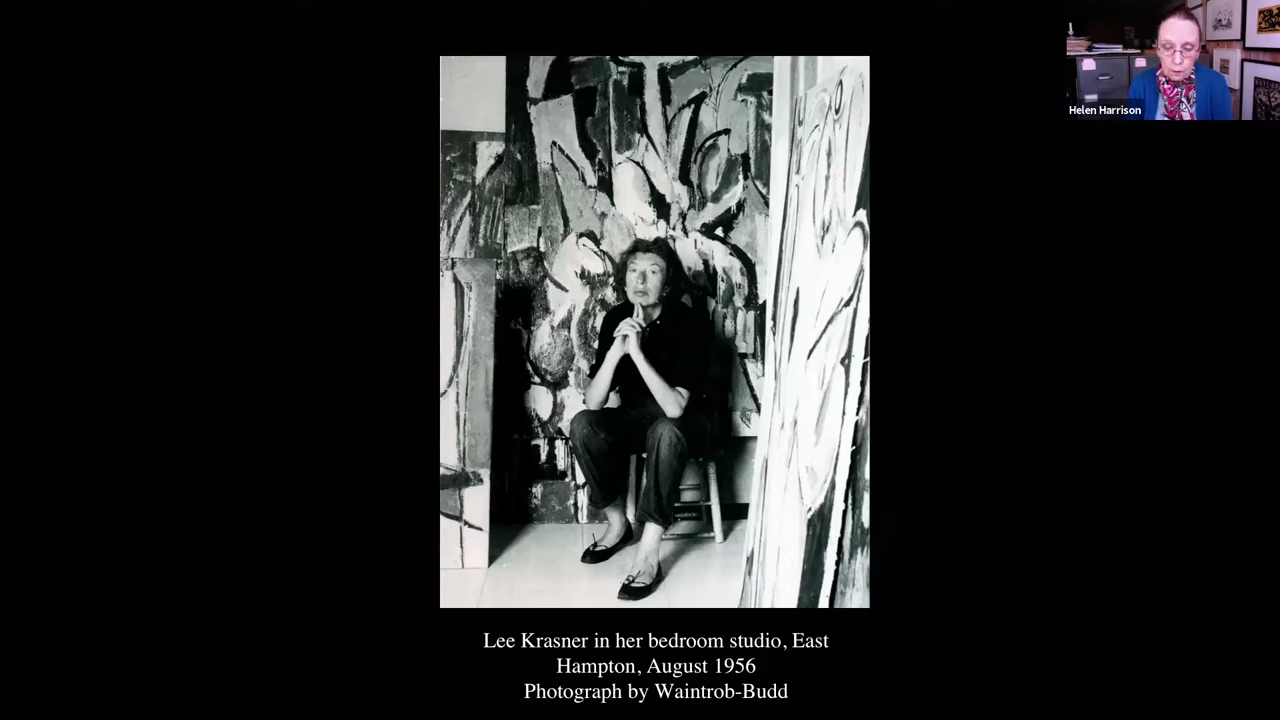 Helen Harrison
Lee Krasner in her bedroom studio, East
Hampton, August 1956
Photograph by Waintrob-Budd